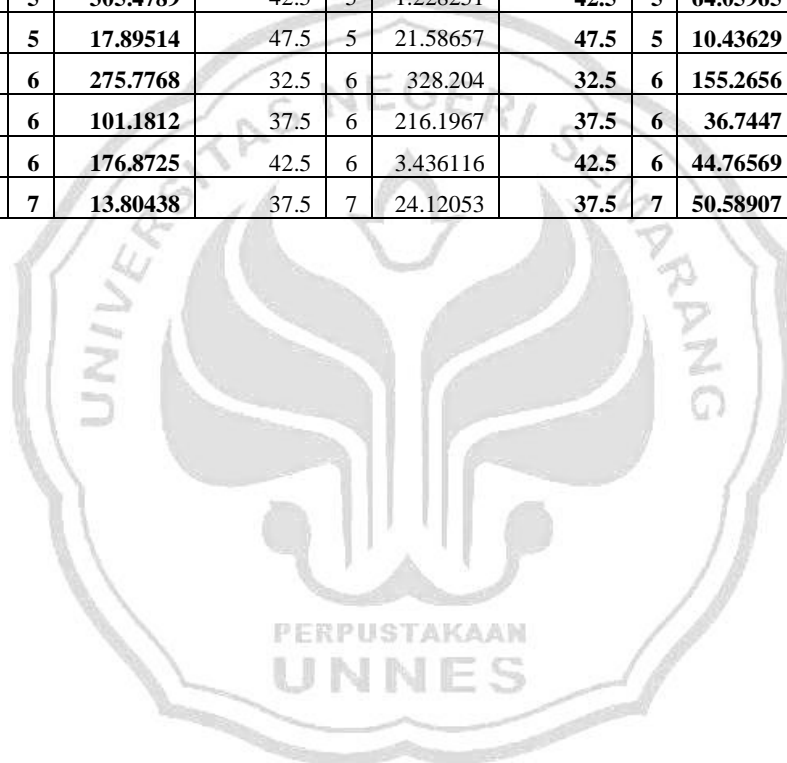 5 17.89514 47.5 5 21.58657 47.5 5 10.43629
6 275.7768 32.5 6 328.204 32.5 6 155.2656
6 101.1812 37.5 6 216.1967 37.5 6 36.7447
6 176.8725 42.5 6 3.436116 42.5 6 44.76569
7 13.80438 37.5 7 24.12053 37.5 7 50.58907
UNIVERSITAS NEGERI SEMARANG
PERPUSTAKAAN
UNNES